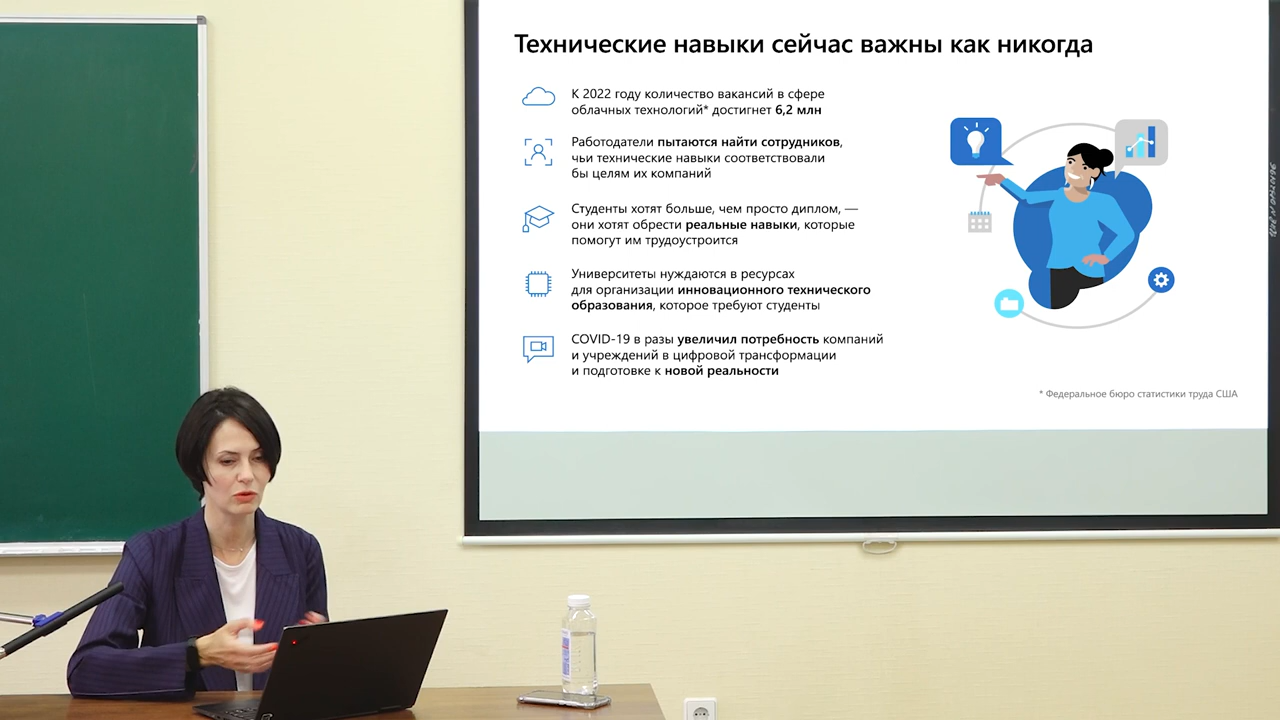 Технические навыки сейчас важны как никогда
К 2022 году количество вакансий в сфере
облачных технологий* достигнет 6,2 млн
Работодатели пытаются найти сотрудников,
чьи технические навыки соответствовали
бы целям их компаний
Студенты хотят больше, чем просто диплом, —
они хотят обрести реальные навыки, которые
помогут им трудоустроится
Университеты нуждаются в ресурсах
для организации инновационного технического
образования, которое требуют студенты
COVID-19 в разы увеличил потребность компаний
и учреждений в цифровой трансформации
и подготовке к новой реальности
* Федеральное бюро статистики труда США